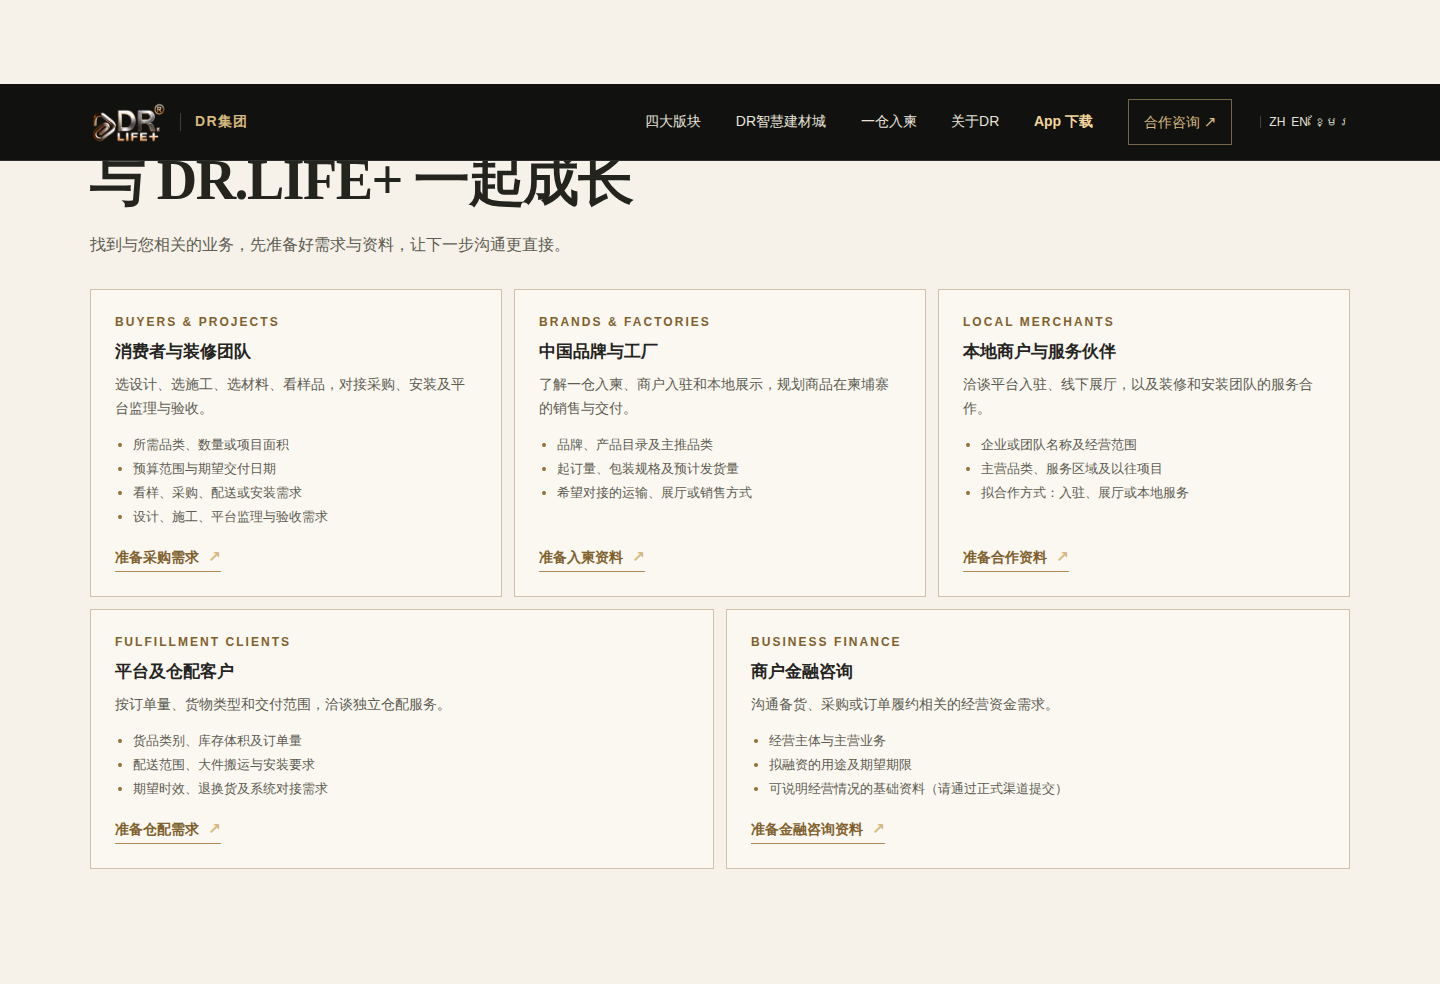 DR.® LIFE+
DR集团
四大版块 DR智慧建材城 一仓入柬 关于DR App 下载 合作咨询 ↗ ZH EN
与 DR.LIFE+ 一起成长
找到与您相关的业务，先准备好需求与资料，让下一步沟通更直接。
BUYERS & PROJECTS
消费者与装修团队
选设计、选施工、选材料、看样品，对接采购、安装及平
台监理与验收。
所需品类、数量或项目面积
预算范围与期望交付日期
看样、采购、配送或安装需求
设计、施工、平台监理与验收需求
准备采购需求 ↗
BRANDS & FACTORIES
中国品牌与工厂
了解一仓入柬、商户入驻和本地展示，规划商品在柬埔寨
的销售与交付。
品牌、产品目录及主推品类
起订量、包装规格及预计发货量
希望对接的运输、展厅或销售方式
准备入柬资料 ↗
LOCAL MERCHANTS
本地商户与服务伙伴
洽谈平台入驻、线下展厅，以及装修和安装团队的服务合
作。
企业或团队名称及经营范围
主营品类、服务区域及以往项目
拟合作方式：入驻、展厅或本地服务
准备合作资料 ↗
FULFILLMENT CLIENTS
平台及仓配客户
按订单量、货物类型和交付范围，洽谈独立仓配服务。
货品类别、库存体积及订单量
配送范围、大件搬运与安装要求
期望时效、退换货及系统对接需求
准备仓配需求 ↗
BUSINESS FINANCE
商户金融咨询
沟通备货、采购或订单履约相关的经营资金需求。
经营主体与主营业务
拟融资的用途及期望期限
可说明经营情况的基础资料（请通过正式渠道提交）
准备金融咨询资料 ↗